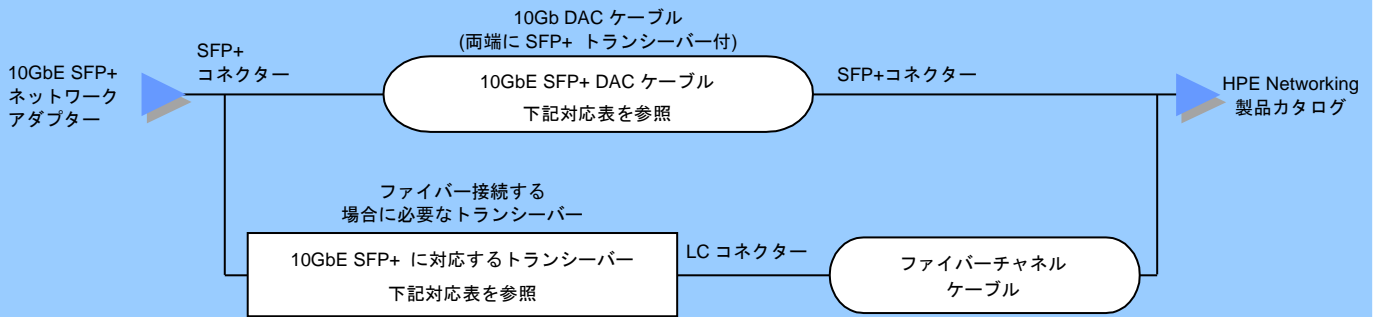 10Gb DAC ケーブル
(両端に SFP+ トランシーバー付)
10GbE SFP+
ネットワーク
アダプター
SFP+
コネクター
10GbE SFP+ DAC ケーブル
下記対応表を参照
SFP+コネクター
HPE Networking
製品カタログ
ファイバー接続する
場合に必要なトランシーバー
10GbE SFP+ に対応するトランシーバー
下記対応表を参照
LC コネクター
ファイバーチャネル
ケーブル